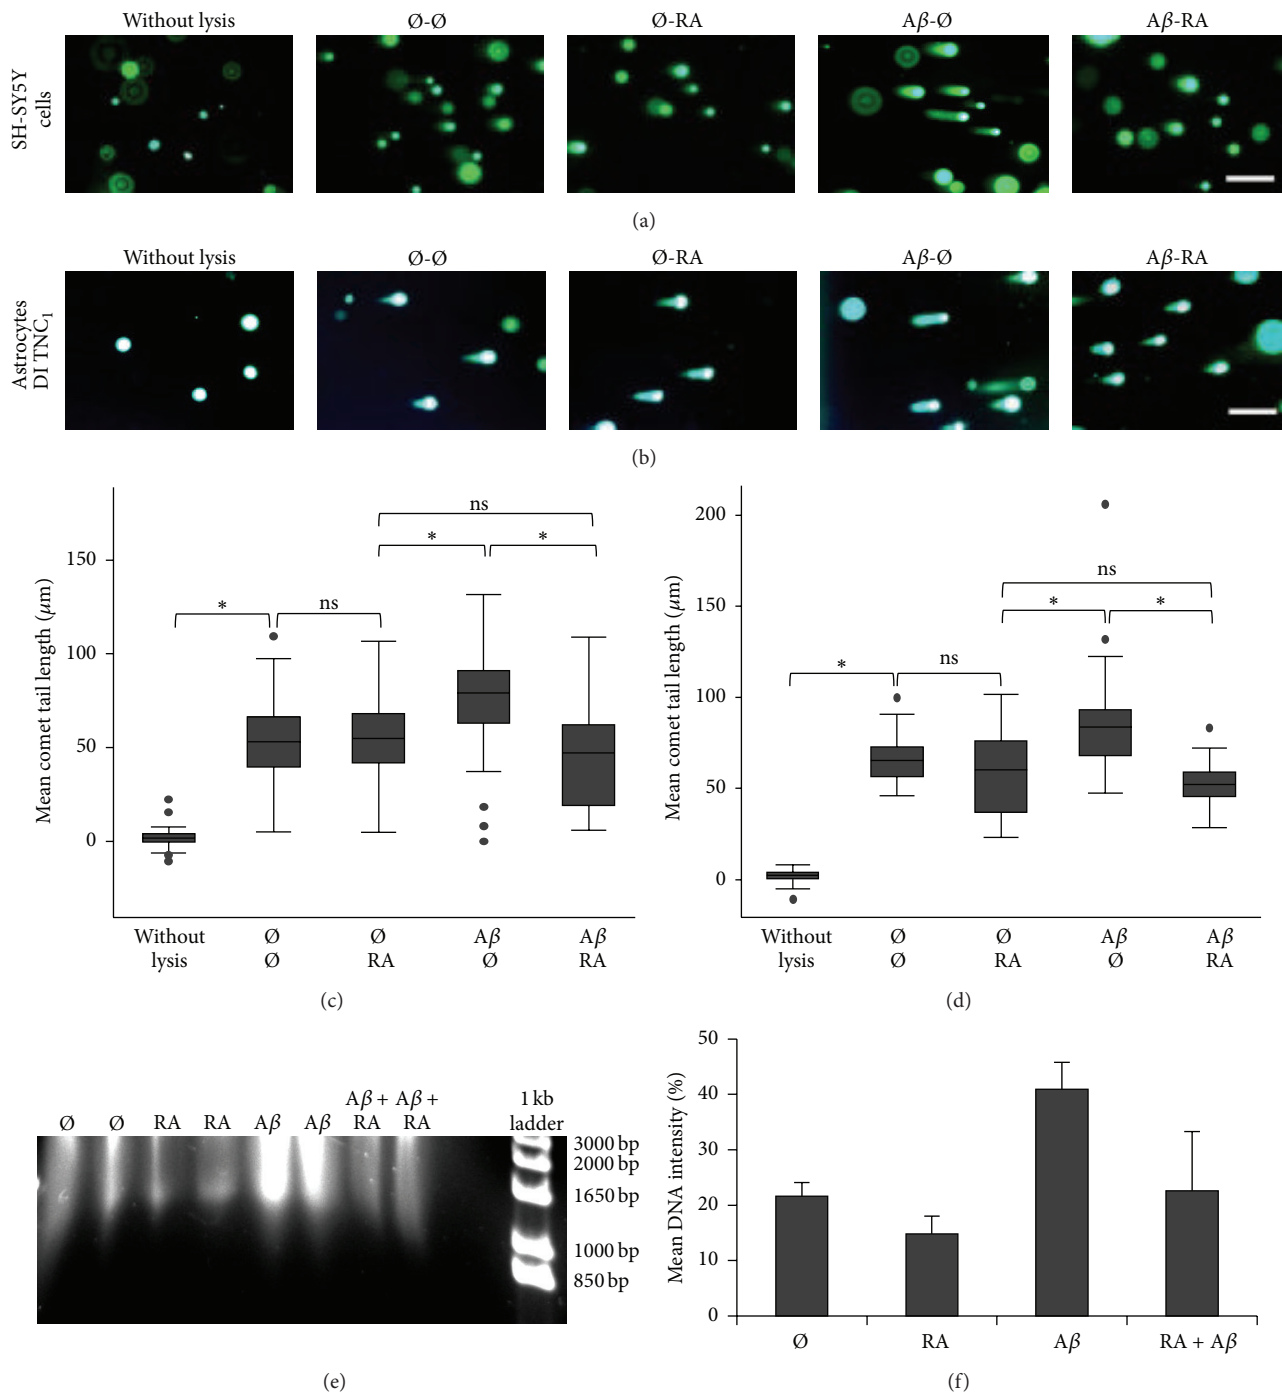 Without lysis Ø-Ø Ø-RA Aβ-Ø Aβ-RA
SH-SY5Y
cells
(a)
Without lysis Ø-Ø Ø-RA Aβ-Ø Aβ-RA
Astrocytes
DI TNC1
(b)
Mean comet tail length (μm)
150
100
50
0
*
ns
*
*
ns
Without
lysis
Ø
Ø
Ø
RA
Aβ
Ø
Aβ
RA
(c)
Mean comet tail length (μm)
200
150
100
50
0
*
ns
*
*
ns
Without
lysis
Ø
Ø
Ø
RA
Aβ
Ø
Aβ
RA
(d)
Ø Ø RA RA Aβ Aβ
Aβ + Aβ +
RA RA
1 kb
ladder
3000 bp
2000 bp
1650 bp
1000 bp
850 bp
(e)
Mean DNA intensity (%)
50
40
30
20
10
0
Ø RA Aβ RA + Aβ
(f)